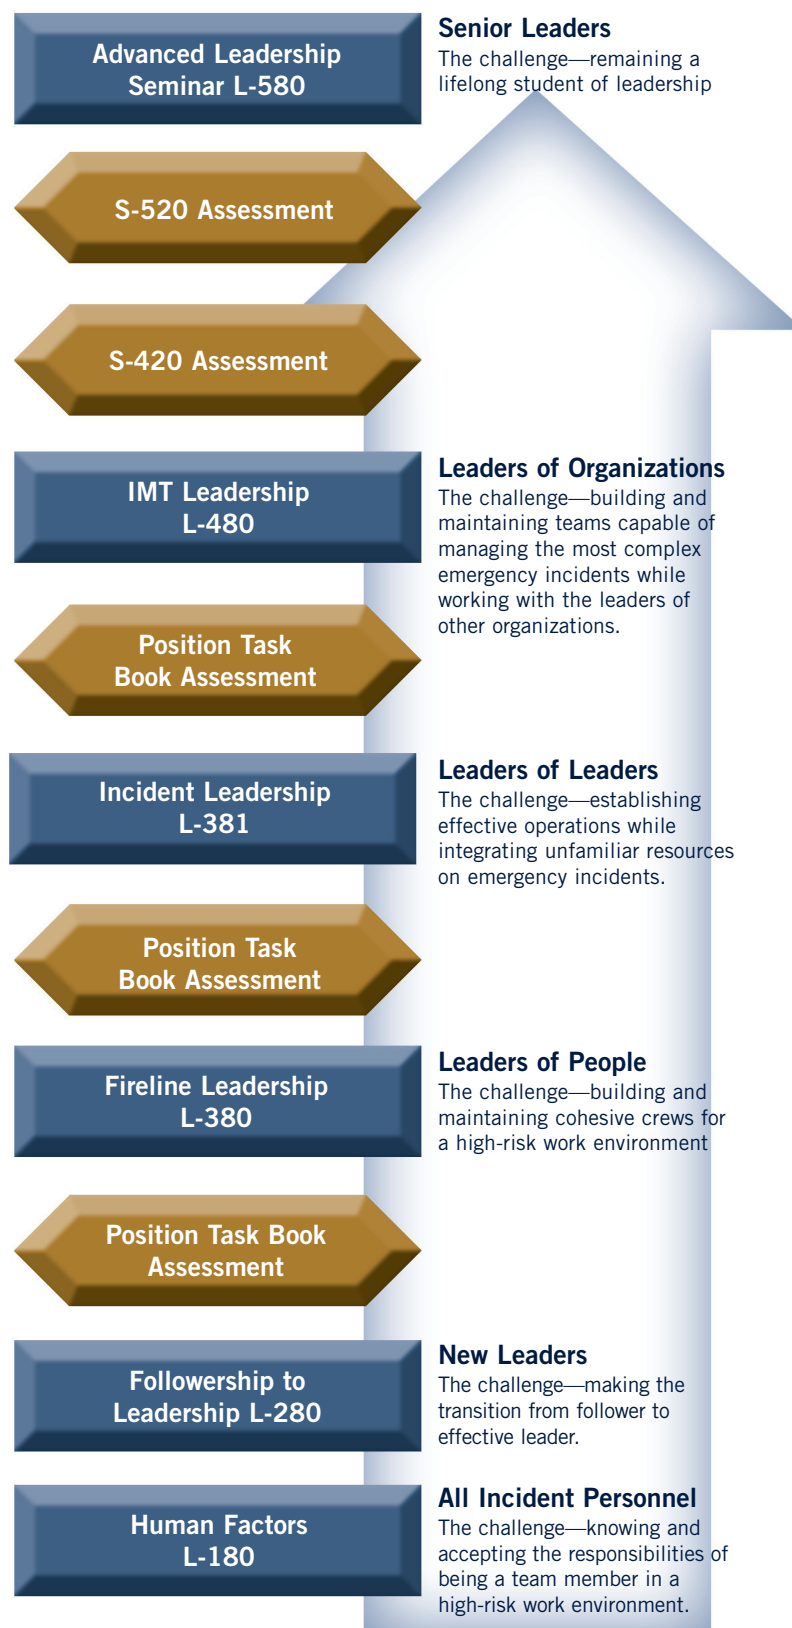 Advanced Leadership
Seminar L-580
Senior Leaders
The challenge—remaining a
lifelong student of leadership
S-520 Assessment
S-420 Assessment
IMT Leadership
L-480
Leaders of Organizations
The challenge—building and
maintaining teams capable of
managing the most complex
emergency incidents while
working with the leaders of
other organizations.
Position Task
Book Assessment
Incident Leadership
L-381
Leaders of Leaders
The challenge—establishing
effective operations while
integrating unfamiliar resources
on emergency incidents.
Position Task
Book Assessment
Fireline Leadership
L-380
Leaders of People
The challenge—building and
maintaining cohesive crews for
a high-risk work environment
Position Task Book
Assessment
Followership to
Leadership L-280
New Leaders
The challenge—making the
transition from follower to
effective leader.
Human Factors
L-180
All Incident Personnel
The challenge—knowing and
accepting the responsibilities of
being a team member in a
high-risk work environment.